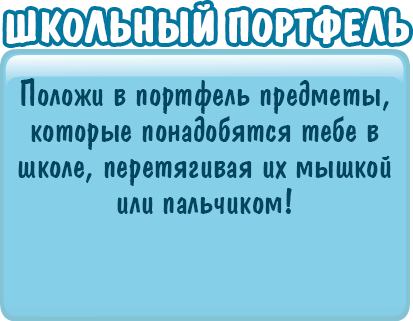 ШКОЛЬНЫЙ ПОРТФЕЛЬ
Положи в портфель предметы,
которые понадобятся тебе в
школе, перетягивая их мышкой
или пальчиком!